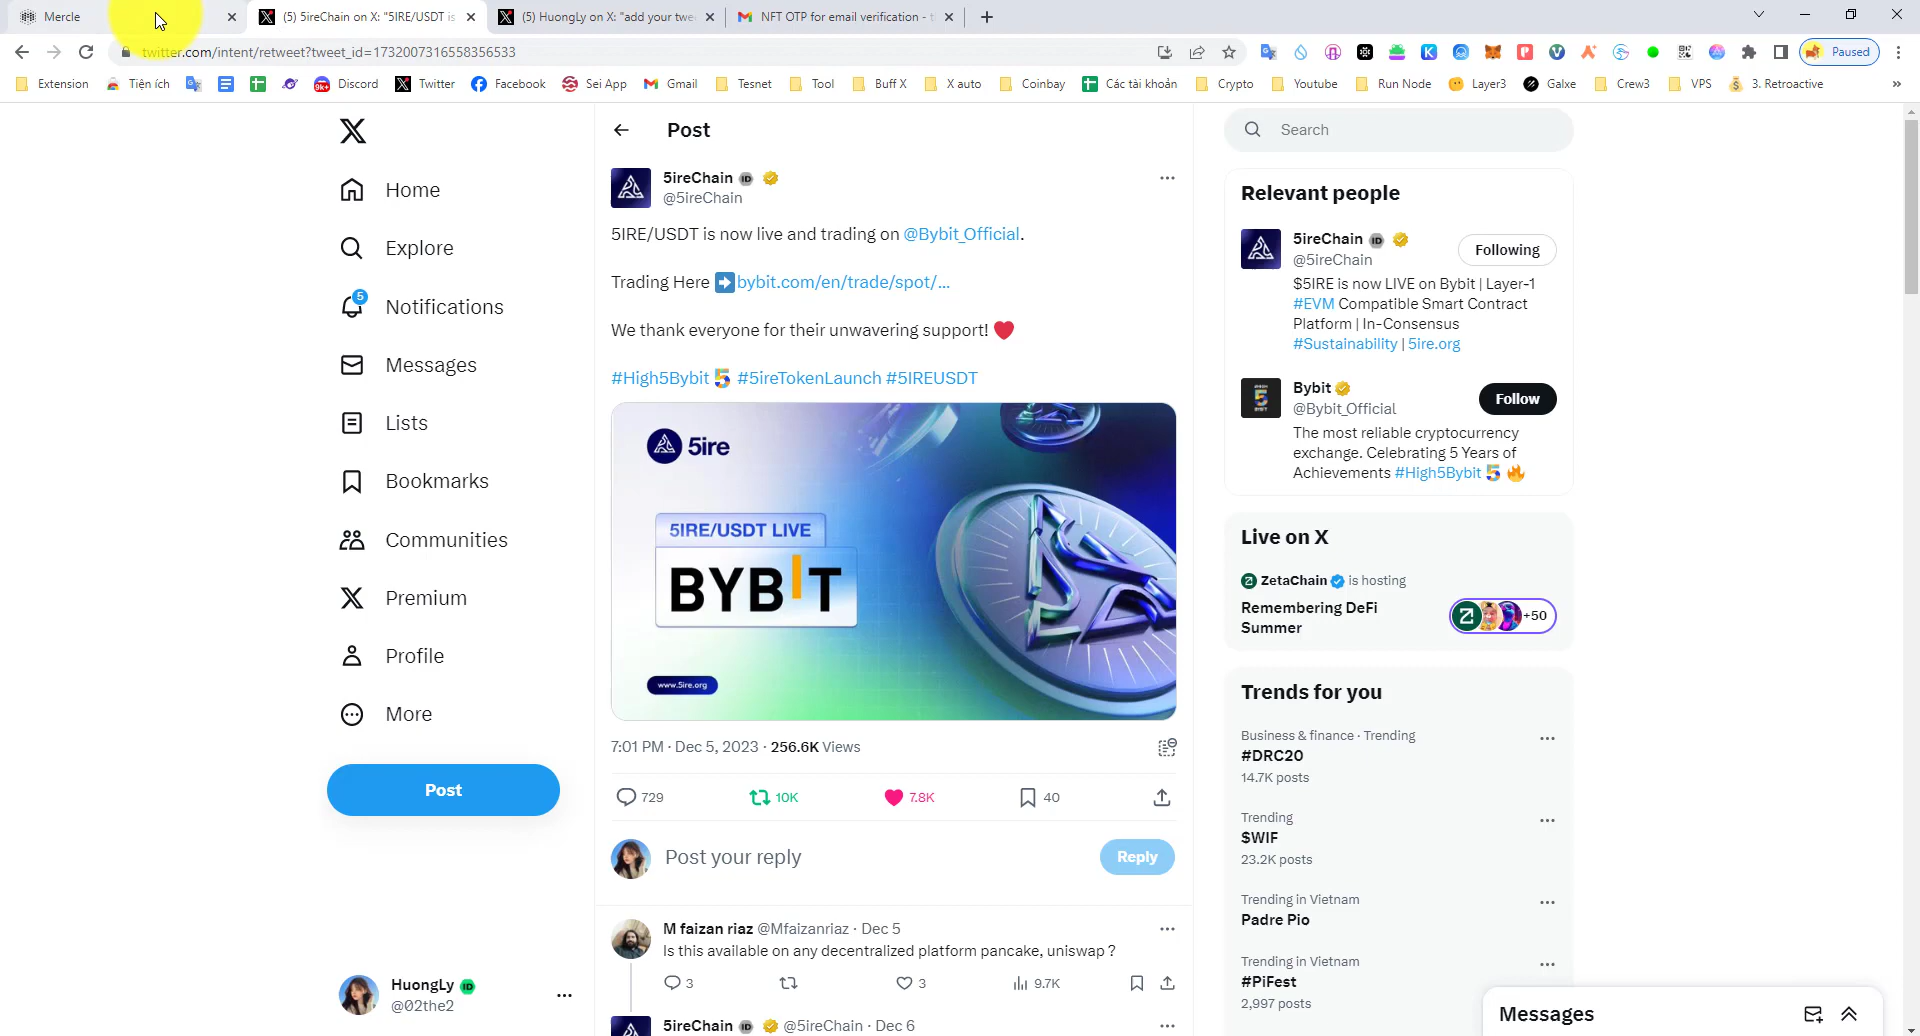 Mercle
(5) 5ireChain on X: "5IRE/USDT is
(5) HuongLy on X: "add your twe
NFT OTP for email verification -
twitter.com/intent/retweet?tweet_id=1732007316558356533
Paused
Extension
Tiện ích
9K+
Discord
Twitter
Facebook
Sei App
Gmail
Tesnet
Tool
Buff X
X auto
Coinbay
Các tài khoản
Crypto
Youtube
Run Node
Layer3
Galxe
Crew3
VPS
3. Retroactive
Home
Explore
5
Notifications
Messages
Lists
Bookmarks
Communities
Premium
Profile
More
Post
HuongLy ID
@02the2
Post
5ireChain ID
@5ireChain
5IRE/USDT is now live and trading on @Bybit_Official.
Trading Here ➡️bybit.com/en/trade/spot/...
We thank everyone for their unwavering support! ❤️
#High5Bybit 5 #5ireTokenLaunch #5IREUSDT
5ire
5IRE/USDT LIVE
BYBIT
www.5ire.org
7:01 PM · Dec 5, 2023 · 256.6K Views
729
10K
7.8K
40
Post your reply
Reply
M faizan riaz @Mfaizanriaz · Dec 5
Is this available on any decentralized platform pancake, uniswap ?
3
3
9.7K
5ireChain ID @5ireChain · Dec 6
Search
Relevant people
5ireChain ID
@5ireChain
Following
$5IRE is now LIVE on Bybit | Layer-1
#EVM Compatible Smart Contract
Platform | In-Consensus
#Sustainability | 5ire.org
Bybit
@Bybit_Official
Follow
The most reliable cryptocurrency
exchange. Celebrating 5 Years of
Achievements #High5Bybit 5 🔥
Live on X
ZetaChain is hosting
Remembering DeFi
Summer
+50
Trends for you
Business & finance · Trending
#DRC20
14.7K posts
Trending
$WIF
23.2K posts
Trending in Vietnam
Padre Pio
Trending in Vietnam
#PiFest
2,997 posts
Messages